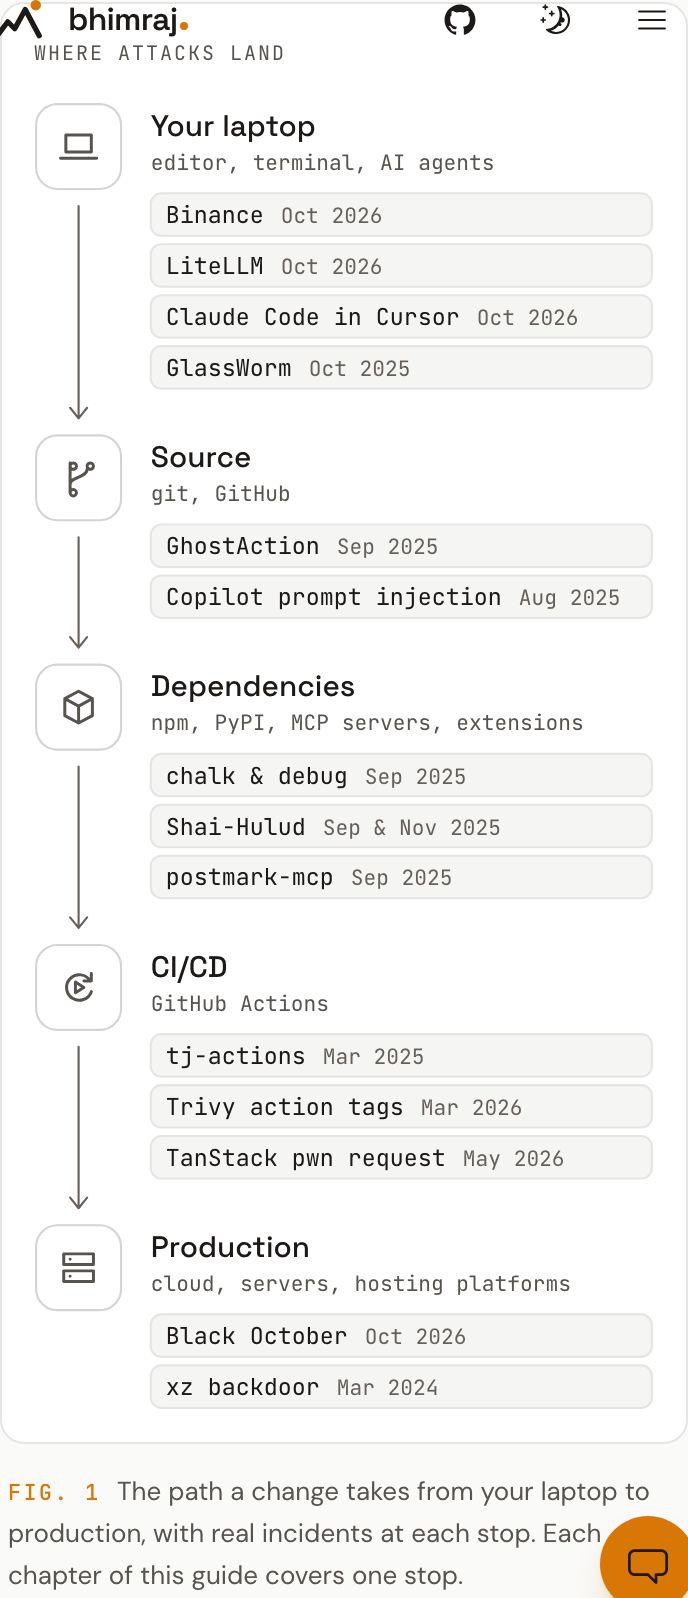 bhimraj.
WHERE ATTACKS LAND
Your laptop
editor, terminal, AI agents
Binance Oct 2026
LiteLLM Oct 2026
Claude Code in Cursor Oct 2026
GlassWorm Oct 2025
Source
git, GitHub
GhostAction Sep 2025
Copilot prompt injection Aug 2025
Dependencies
npm, PyPI, MCP servers, extensions
chalk & debug Sep 2025
Shai-Hulud Sep & Nov 2025
postmark-mcp Sep 2025
CI/CD
GitHub Actions
tj-actions Mar 2025
Trivy action tags Mar 2026
TanStack pwn request May 2026
Production
cloud, servers, hosting platforms
Black October Oct 2026
xz backdoor Mar 2024
FIG. 1 The path a change takes from your laptop to
production, with real incidents at each stop. Each
chapter of this guide covers one stop.